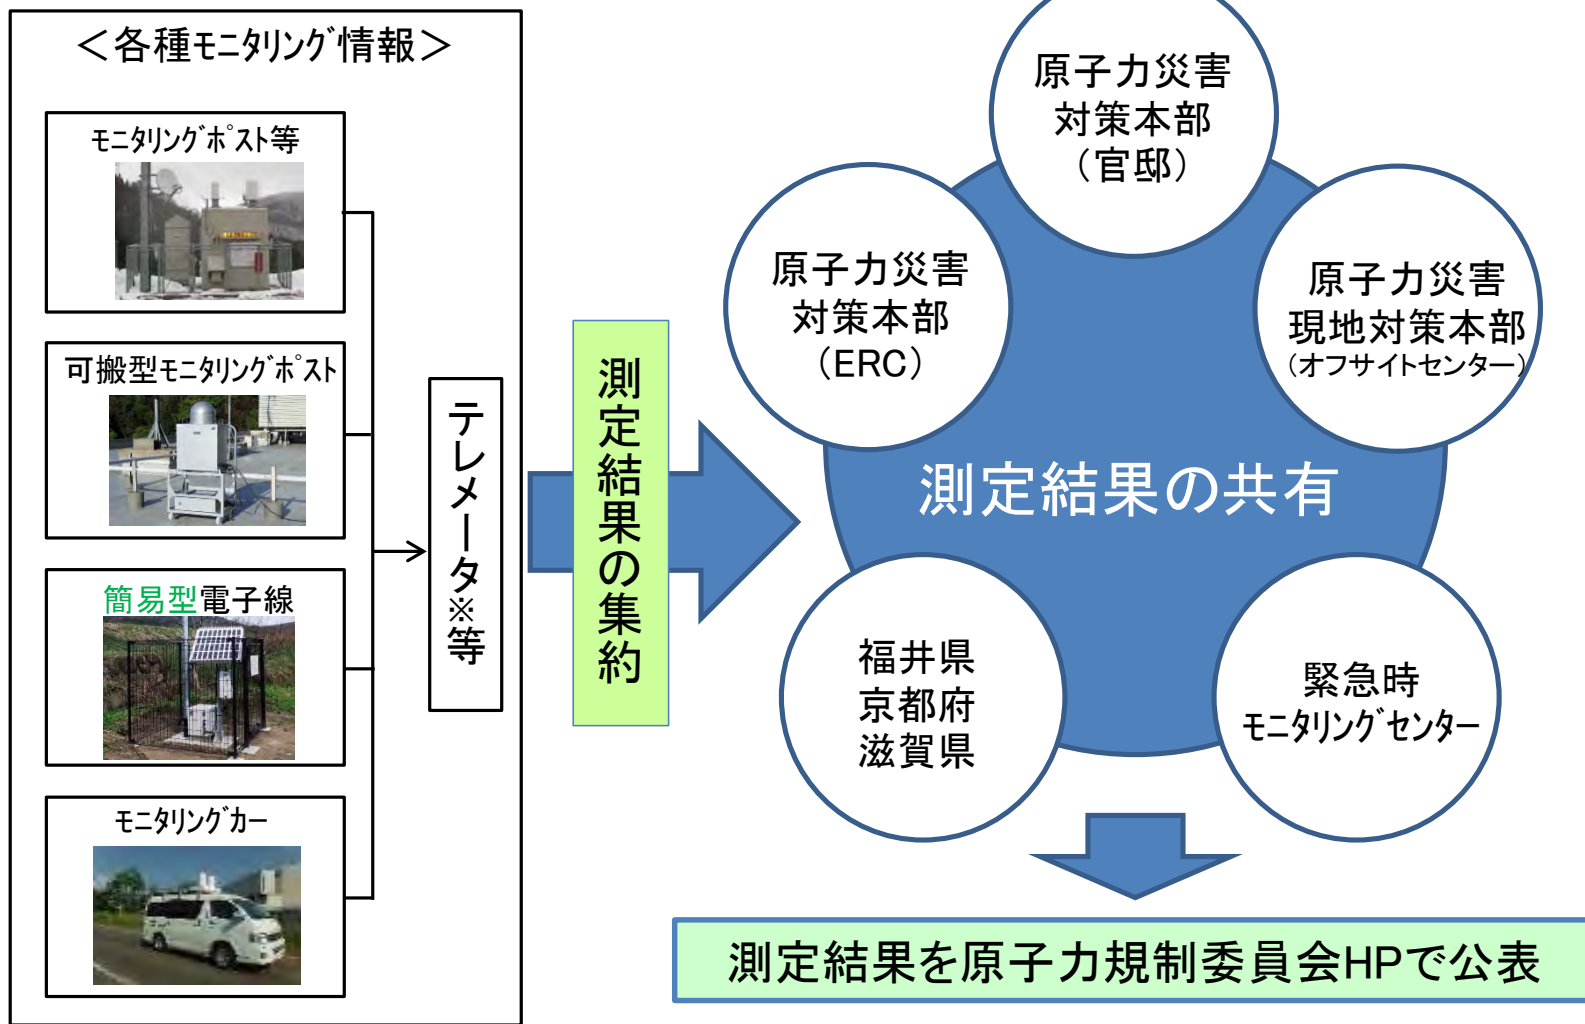 ＜各種ﾓﾆﾀﾘﾝｸﾞ情報＞
ﾓﾆﾀﾘﾝｸﾞﾎﾟｽﾄ等
可搬型ﾓﾆﾀﾘﾝｸﾞﾎﾟｽﾄ
簡易型電子線
ﾓﾆﾀﾘﾝｸﾞｶｰ
テレメータ※等
測定結果の集約
原子力災害
対策本部
（官邸）
原子力災害
対策本部
（ERC）
原子力災害
現地対策本部
（オフサイトセンター）
測定結果の共有
福井県
京都府
滋賀県
緊急時
ﾓﾆﾀﾘﾝｸﾞｾﾝﾀｰ
測定結果を原子力規制委員会HPで公表